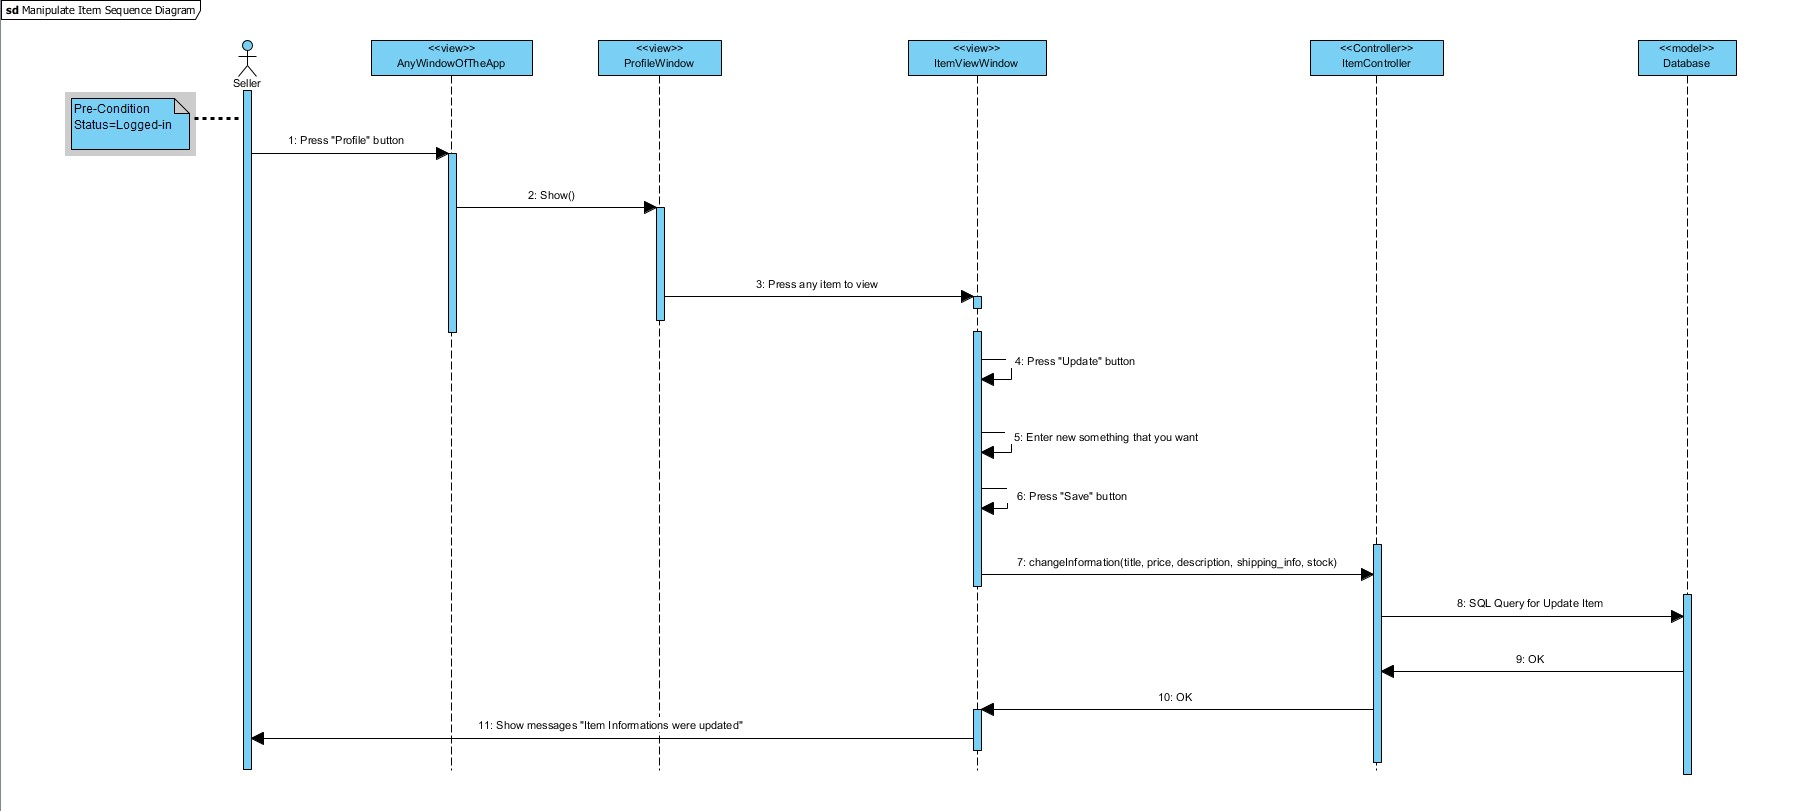 sd Manipulate Item Sequence Diagram
Seller
<<view>>
AnyWindowOfTheApp
<<view>>
ProfileWindow
<<view>>
ItemViewWindow
<<Controller>>
ItemController
<<model>>
Database
Pre-Condition
Status=Logged-in
1: Press "Profile" button
2: Show()
3: Press any item to view
4: Press "Update" button
5: Enter new something that you want
6: Press "Save" button
7: changeInformation(title, price, description, shipping_info, stock)
8: SQL Query for Update Item
9: OK
10: OK
11: Show messages "Item Informations were updated"